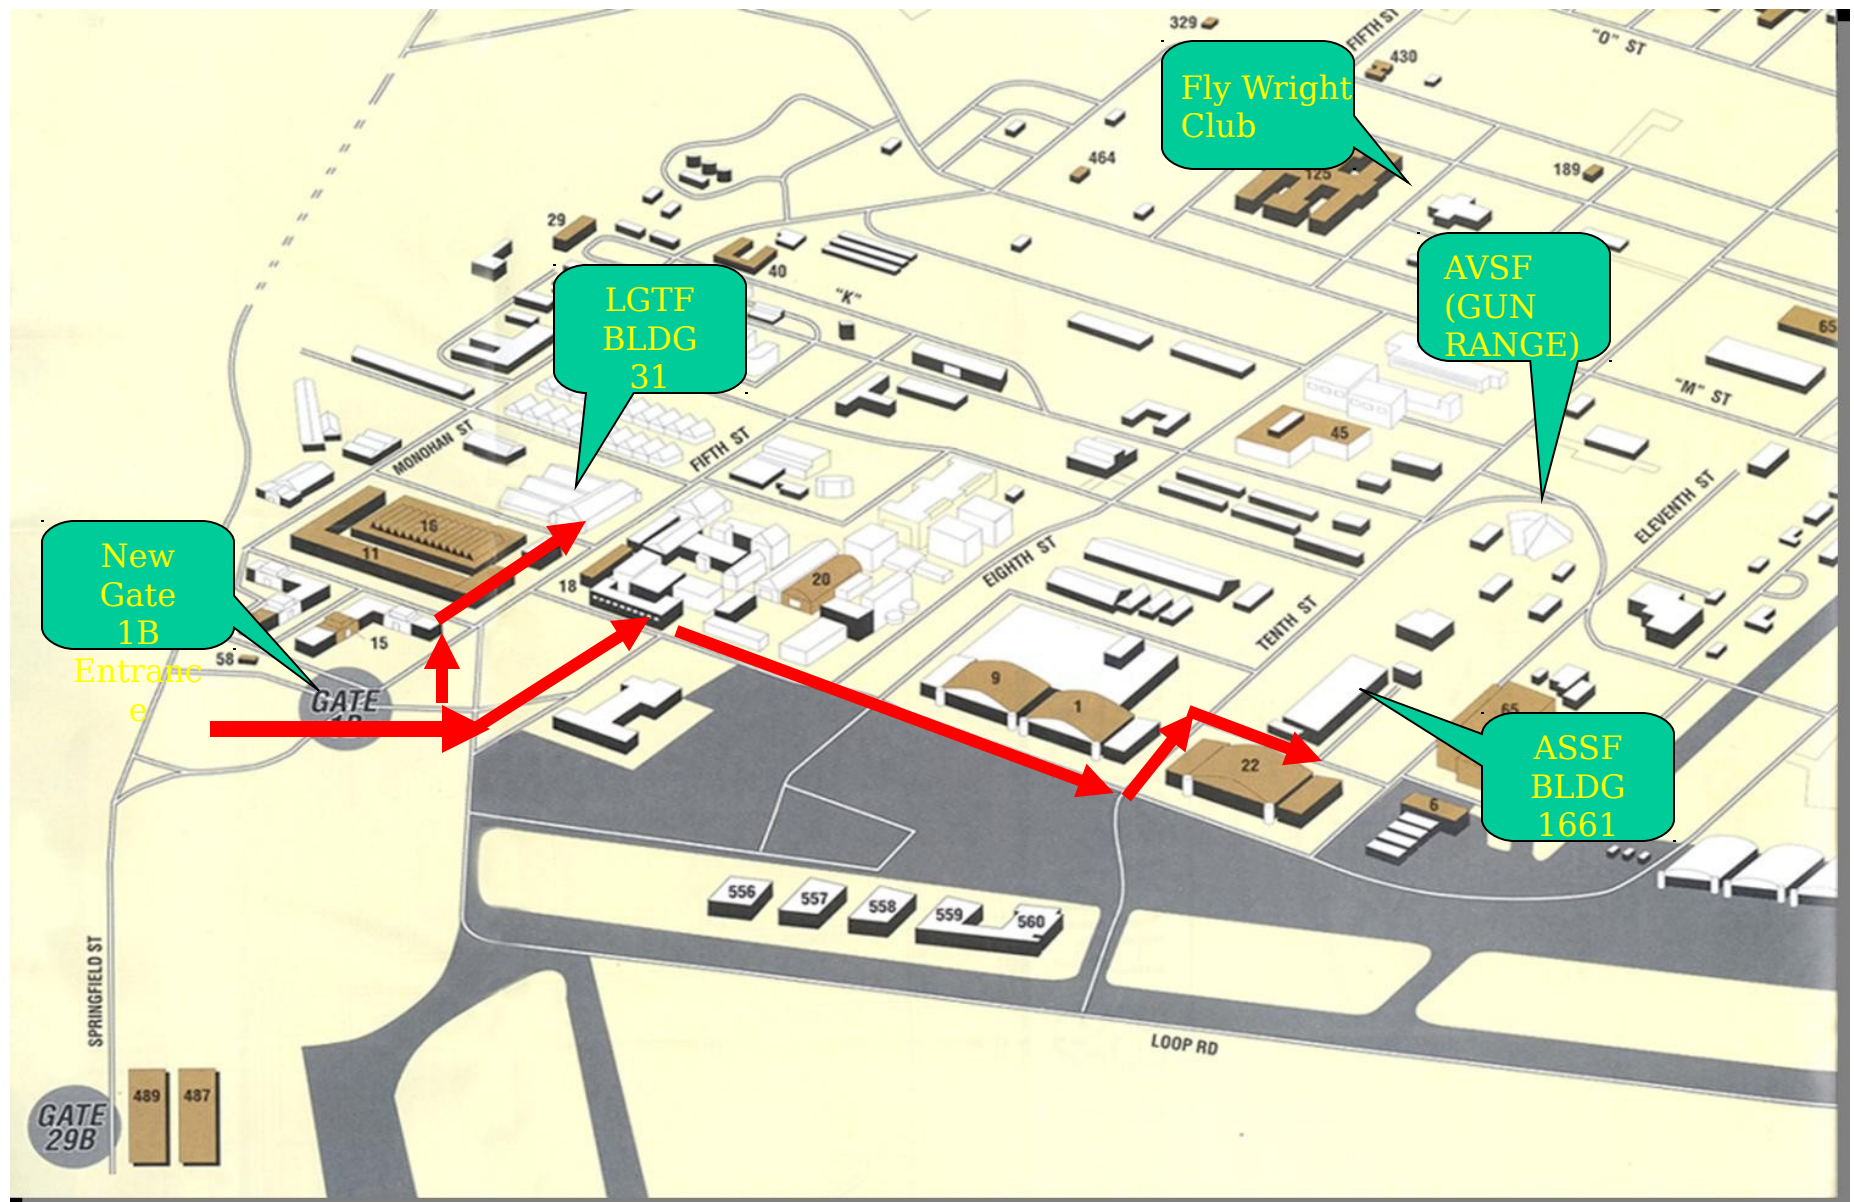 329
FIFTH ST
"O" ST
430
Fly Wright
Club
464
125
189
29
40
"K"
AVSF
(GUN
RANGE)
LGTF
BLDG
31
65
"M" ST
MONOHAN ST
FIFTH ST
45
16
11
ELEVENTH ST
New
Gate
1B
Entranc
e
18
20
EIGHTH ST
TENTH ST
15
58
GATE
1B
9
1
65
22
ASSF
BLDG
1661
6
556
557
558
559
560
SPRINGFIELD ST
LOOP RD
489
487
GATE
29B